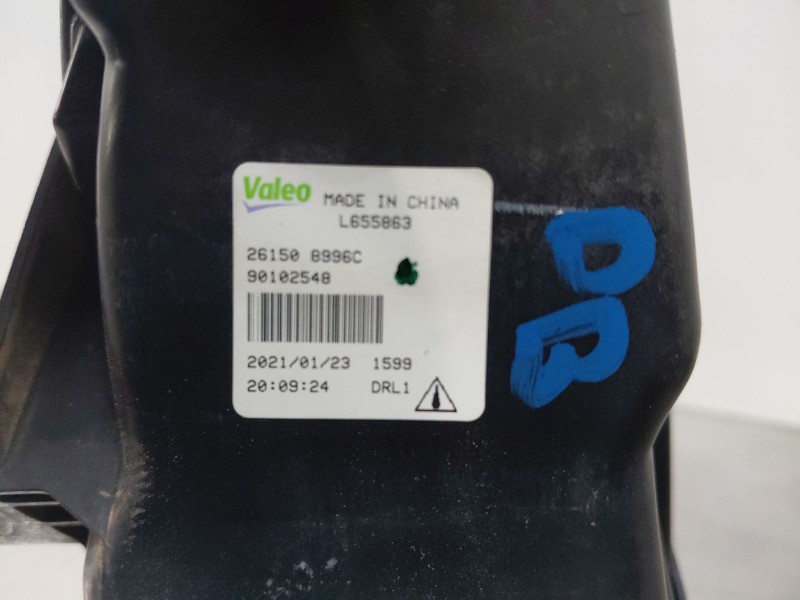 Valeo MADE IN CHINA
L655863
26150 8996C
90102548
2021/01/23 1599
20:09:24 DRL1
DB